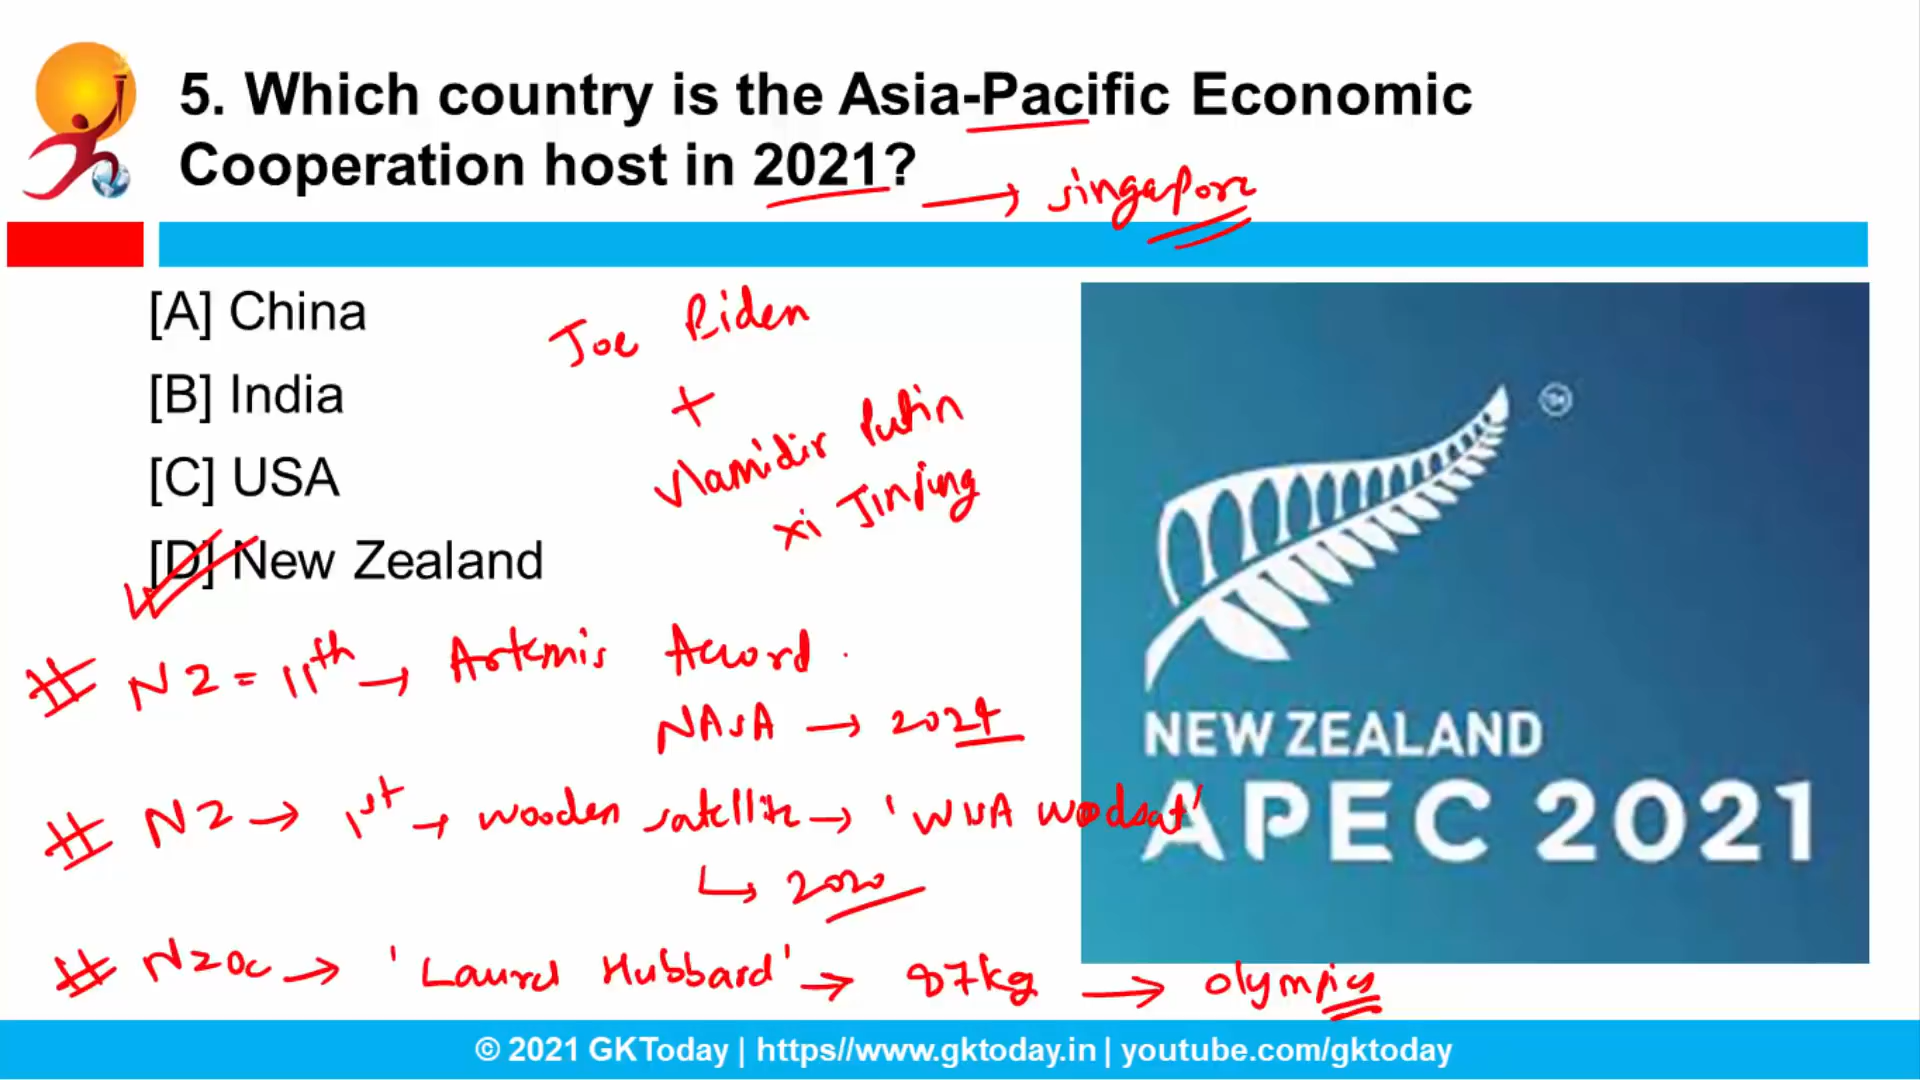 5. Which country is the Asia-Pacific Economic
Cooperation host in 2021?
→ singapore
[A] China
[B] India
[C] USA
[D] New Zealand
Joe Biden
+
Vlamidir Putin
xi Jinping
# NZ = 11th → Artemis Accord.
NASA → 2024
# NZ → 1st → wooden satellite → 'WISA woodsat'
↳ 2020
# NZOC → 'Laurel Hubbard' → 87kg → olympics
TM
NEW ZEALAND
APEC 2021
© 2021 GKToday | https//www.gktoday.in | youtube.com/gktoday